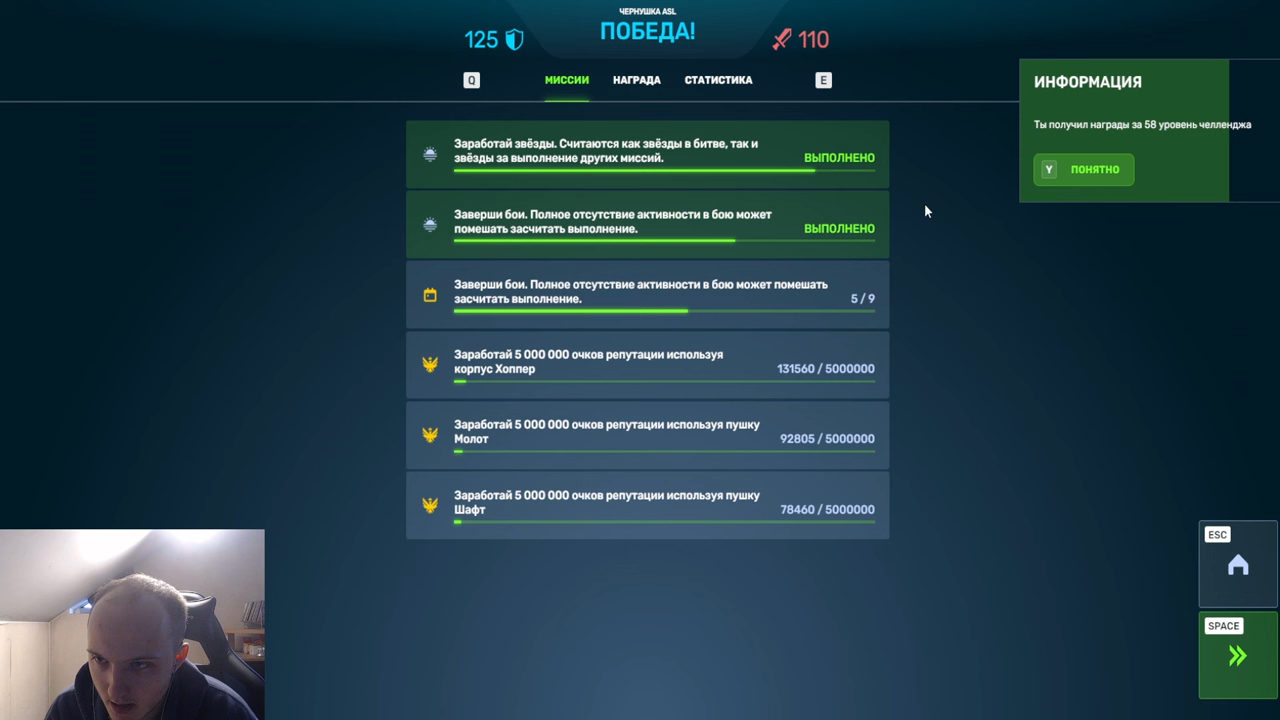 ЧЕРНУШКА ASL
125
ПОБЕДА!
110
Q
МИССИИ
НАГРАДА
СТАТИСТИКА
E
ИНФОРМАЦИЯ
Ты получил награды за 58 уровень челленджа
Y ПОНЯТНО
Заработай звёзды. Считаются как звёзды в битве, так и
звёзды за выполнение других миссий.
ВЫПОЛНЕНО
Заверши бои. Полное отсутствие активности в бою может
помешать засчитать выполнение.
ВЫПОЛНЕНО
Заверши бои. Полное отсутствие активности в бою может помешать
засчитать выполнение.
5 / 9
Заработай 5 000 000 очков репутации используя
корпус Хоппер
131560 / 5000000
Заработай 5 000 000 очков репутации используя пушку
Молот
92805 / 5000000
Заработай 5 000 000 очков репутации используя пушку
Шафт
78460 / 5000000
ESC
SPACE